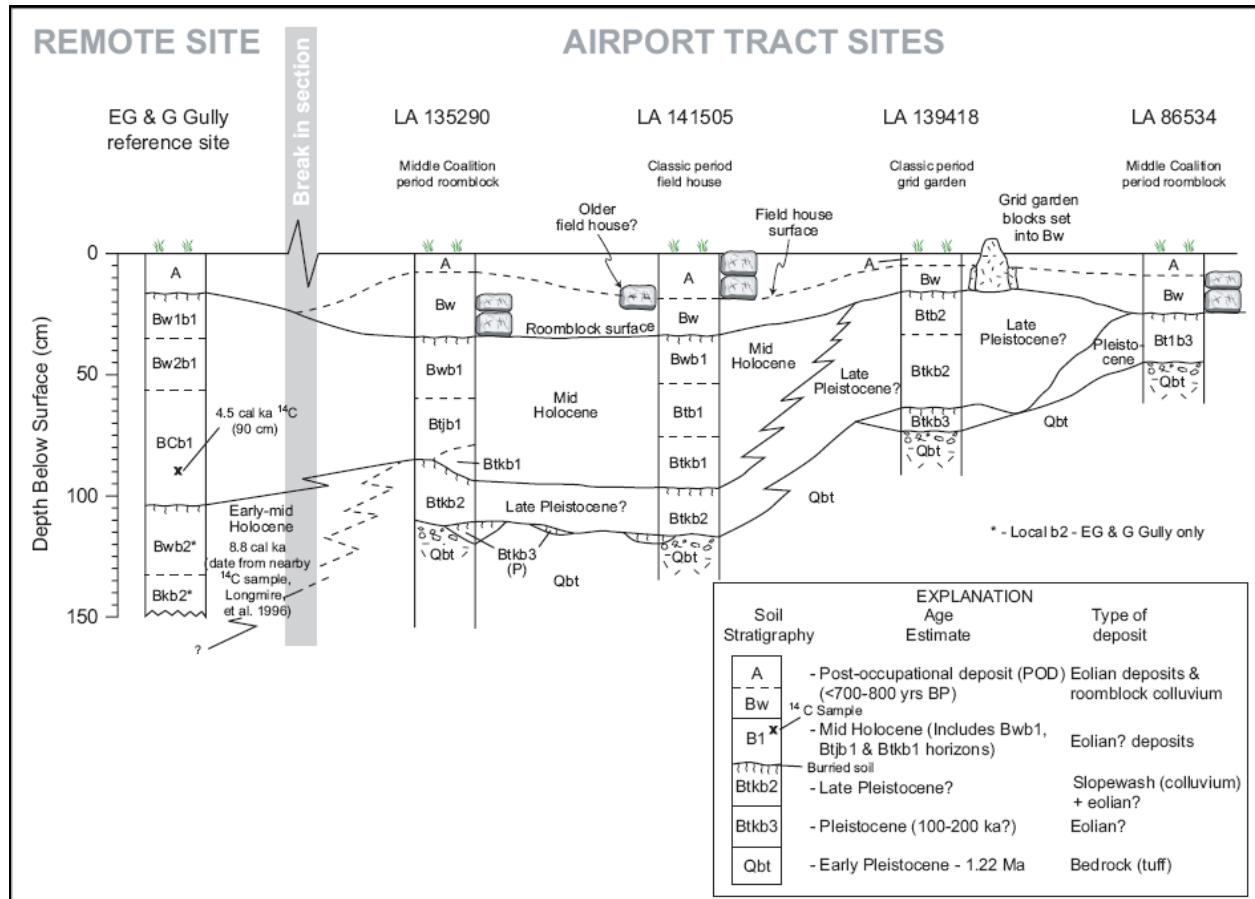 REMOTE SITE
AIRPORT TRACT SITES
Break in section
EG & G Gully
reference site
LA 135290
Middle Coalition
period roomblock
LA 141505
Classic period
field house
LA 139418
Classic period
grid garden
LA 86534
Middle Coalition
period roomblock
Older
field house?
Field house
surface
Grid garden
blocks set
into Bw
Depth Below Surface (cm)
0
50
100
150
A
Bw1b1
Bw2b1
4.5 cal ka 14C
(90 cm)
BCb1
x
Bwb2*
Bkb2*
Early-mid
Holocene
8.8 cal ka
(date from nearby
14C sample,
Longmire,
et al. 1996)
?
A
Bw
Roomblock surface
Bwb1
Btjb1
Btkb1
Btkb2
Qbt
Mid
Holocene
Late Pleistocene?
Btkb3
(P)
Qbt
A
Bw
Bwb1
Btb1
Btkb1
Btkb2
Qbt
Mid
Holocene
Late
Pleistocene?
Qbt
A
Bw
Btb2
Btkb2
Btkb3
Qbt
Late
Pleistocene?
Pleisto-
cene
Qbt
A
Bw
Bt1b3
Qbt
* - Local b2 - EG & G Gully only
EXPLANATION
Soil
Stratigraphy
Age
Estimate
Type of
deposit
A
Bw
- Post-occupational deposit (POD)
(<700-800 yrs BP)
Eolian deposits &
roomblock colluvium
14 C Sample
x
B1
- Mid Holocene (Includes Bwb1,
Btjb1 & Btkb1 horizons)
Eolian? deposits
Burried soil
Btkb2
- Late Pleistocene?
Slopewash (colluvium)
+ eolian?
Btkb3
- Pleistocene (100-200 ka?)
Eolian?
Qbt
- Early Pleistocene - 1.22 Ma
Bedrock (tuff)